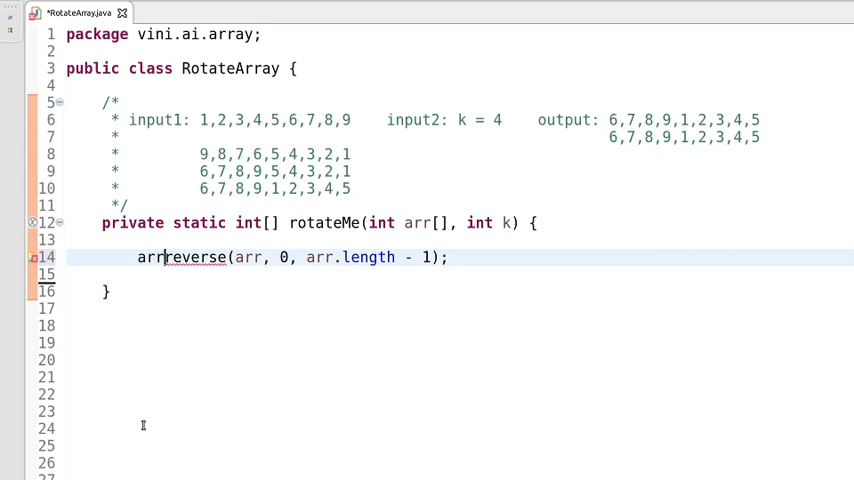 *RotateArray.java
1 package vini.ai.array;
2
3 public class RotateArray {
4
5 /*
6 * input1: 1,2,3,4,5,6,7,8,9 input2: k = 4 output: 6,7,8,9,1,2,3,4,5
7 * 6,7,8,9,1,2,3,4,5
8 * 9,8,7,6,5,4,3,2,1
9 * 6,7,8,9,5,4,3,2,1
10 * 6,7,8,9,1,2,3,4,5
11 */
12 private static int[] rotateMe(int arr[], int k) {
13
14 arrreverse(arr, 0, arr.length - 1);
15
16 }
17
18
19
20
21
22
23
24
25
26
27